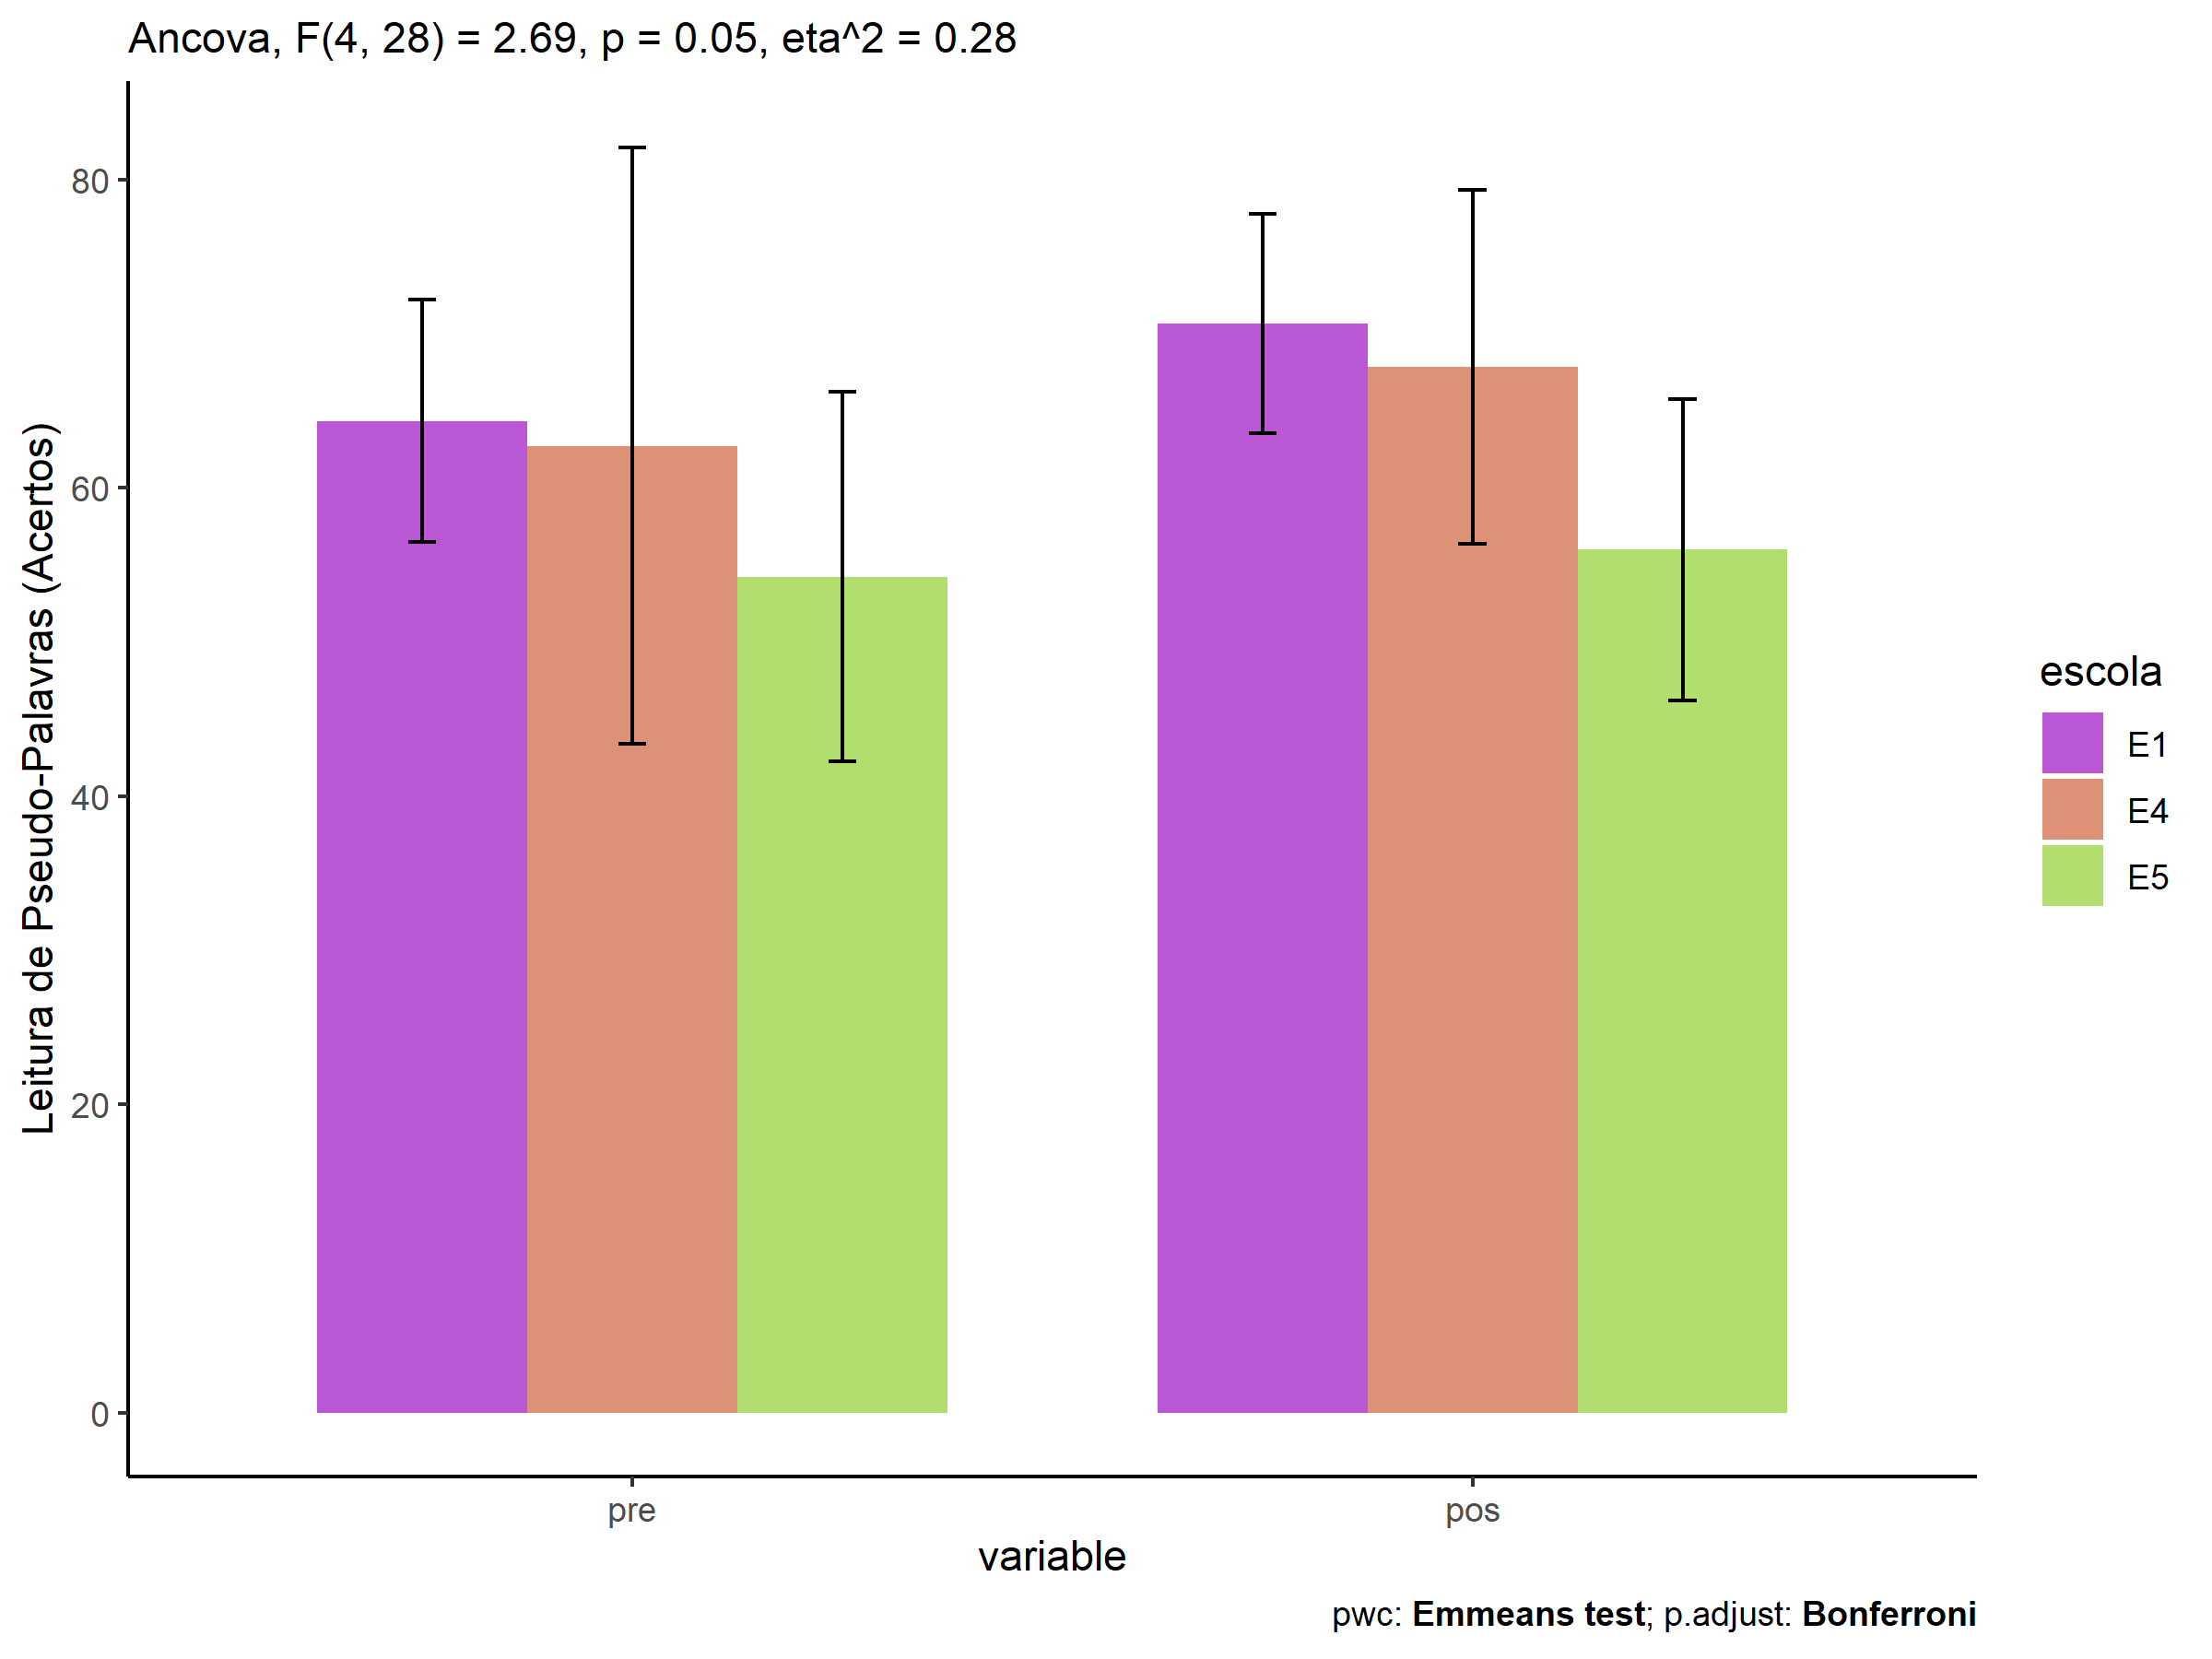 Ancova, F(4, 28) = 2.69, p = 0.05, eta^2 = 0.28
Leitura de Pseudo-Palavras (Acertos)
80
60
40
20
0
pre
pos
variable
escola
E1
E4
E5
pwc: Emmeans test; p.adjust: Bonferroni